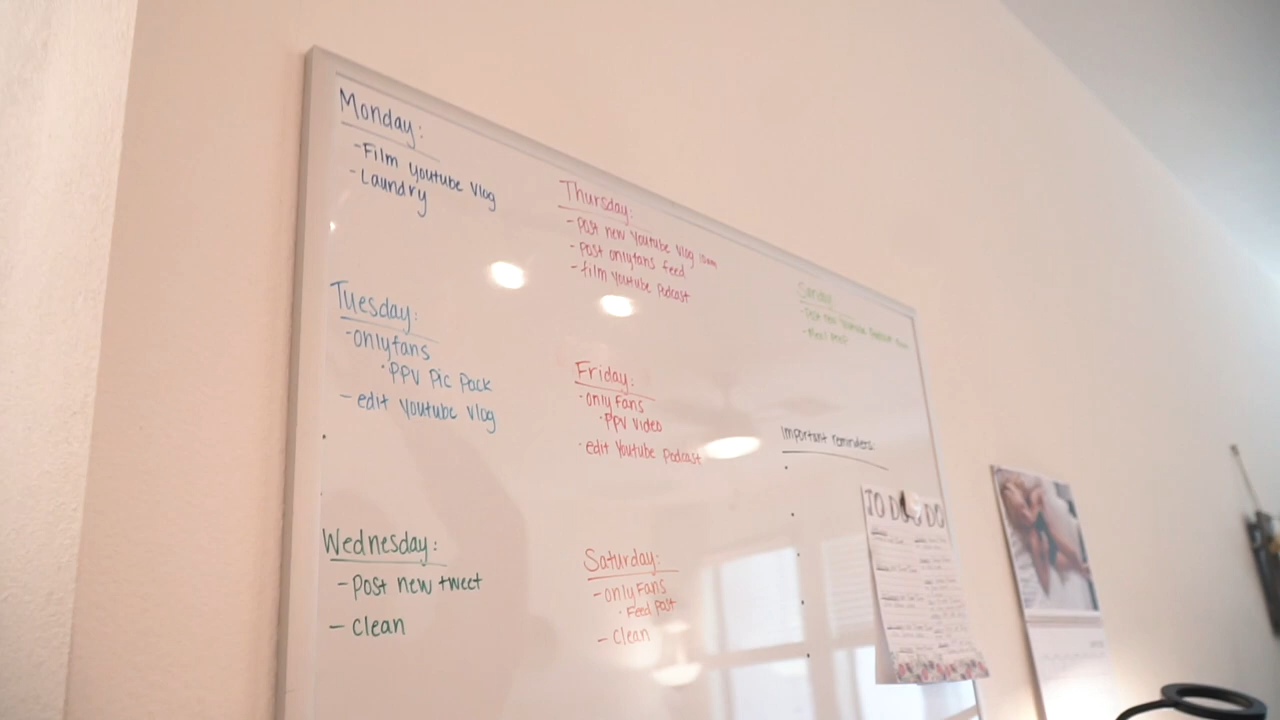 Monday:
-Film Youtube Vlog
-Laundry
Tuesday:
-onlyfans
·PPV Pic Pack
-edit Youtube Vlog
Wednesday:
-Post new tweet
-Clean
Thursday:
-post new Youtube Vlog
-post onlyfans feed
-film Youtube Podcast
Friday:
-onlyFans
·PPV Video
·edit Youtube Podcast
Saturday:
-onlyFans
·Feed Post
-Clean
Sunday:
Important reminders:
TO DO